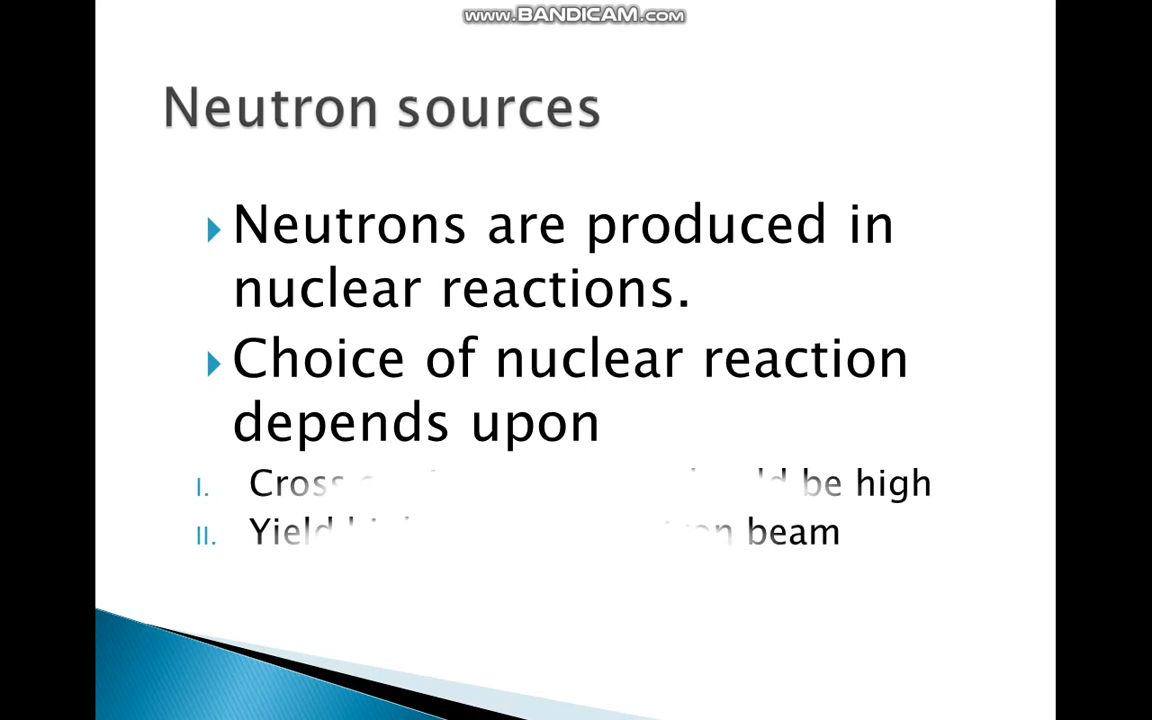 www.BANDICAM.com
Neutron sources
Neutrons are produced in
nuclear reactions.
Choice of nuclear reaction
depends upon
I. Cross be high
II. Yield beam